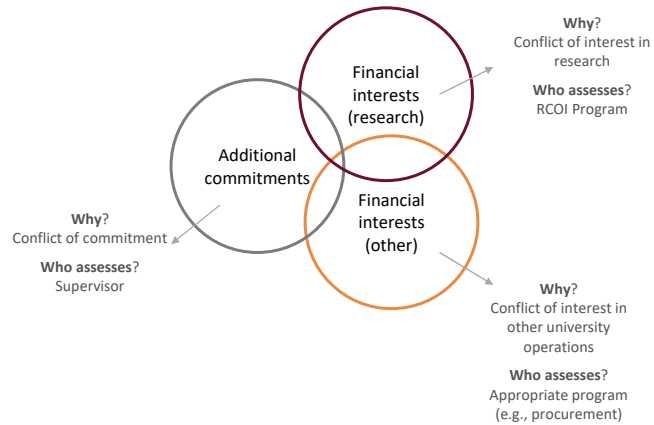 Financial
interests
(research)
Why?
Conflict of interest in
research
Who assesses?
RCOI Program
Additional
commitments
Financial
interests
(other)
Why?
Conflict of commitment
Who assesses?
Supervisor
Why?
Conflict of interest in
other university
operations
Who assesses?
Appropriate program
(e.g., procurement)